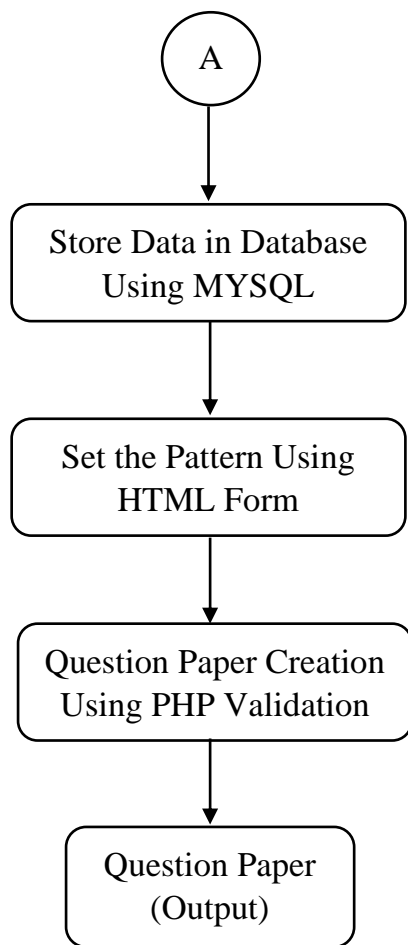 A
Store Data in Database
Using MYSQL
Set the Pattern Using
HTML Form
Question Paper Creation
Using PHP Validation
Question Paper
(Output)